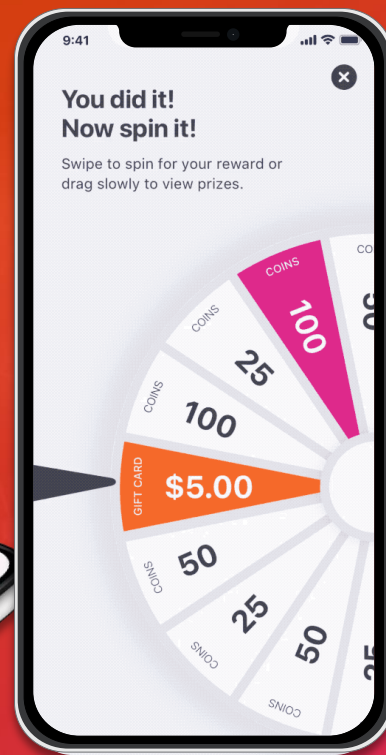 9:41
You did it!
Now spin it!
Swipe to spin for your reward or
drag slowly to view prizes.
CO
COINS
100
COINS
25
COINS
100
GIFT CARD
$5.00
COINS
50
COINS
25
COINS
50